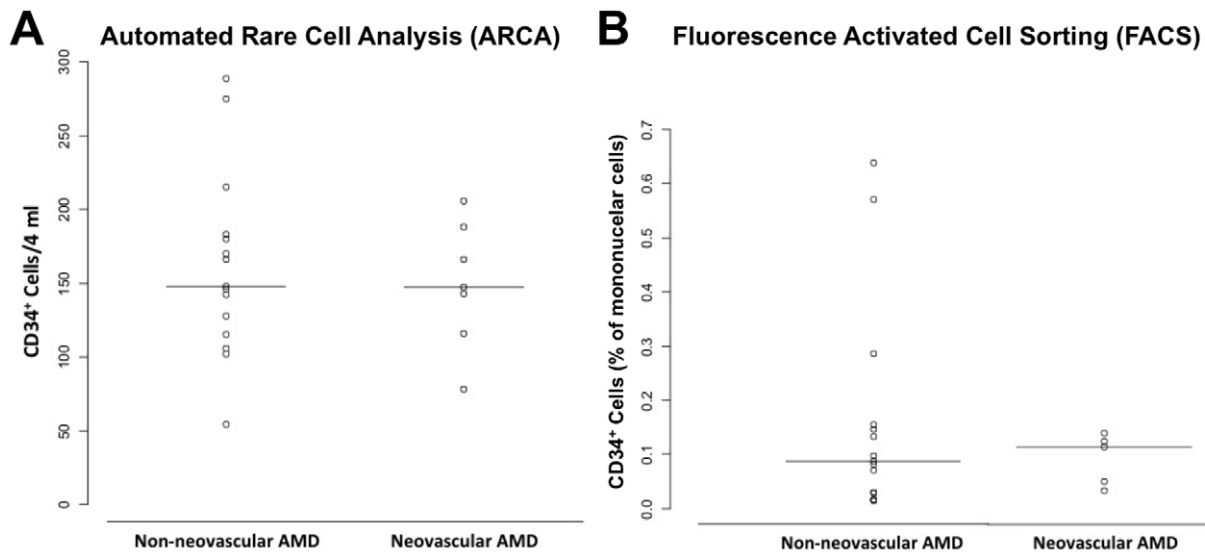 A Automated Rare Cell Analysis (ARCA)
300
250
200
150
100
50
0
CD34⁺ Cells/4 ml
Non-neovascular AMD Neovascular AMD
B Fluorescence Activated Cell Sorting (FACS)
0.7
0.6
0.5
0.4
0.3
0.2
0.1
0.0
CD34⁺ Cells (% of mononucelar cells)
Non-neovascular AMD Neovascular AMD